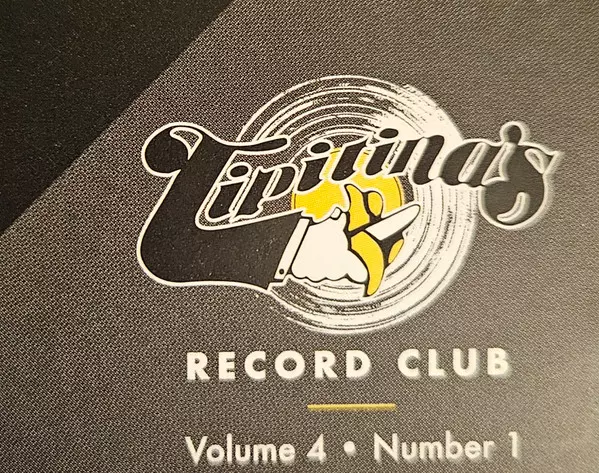 Tipitina's
RECORD CLUB
Volume 4 • Number 1